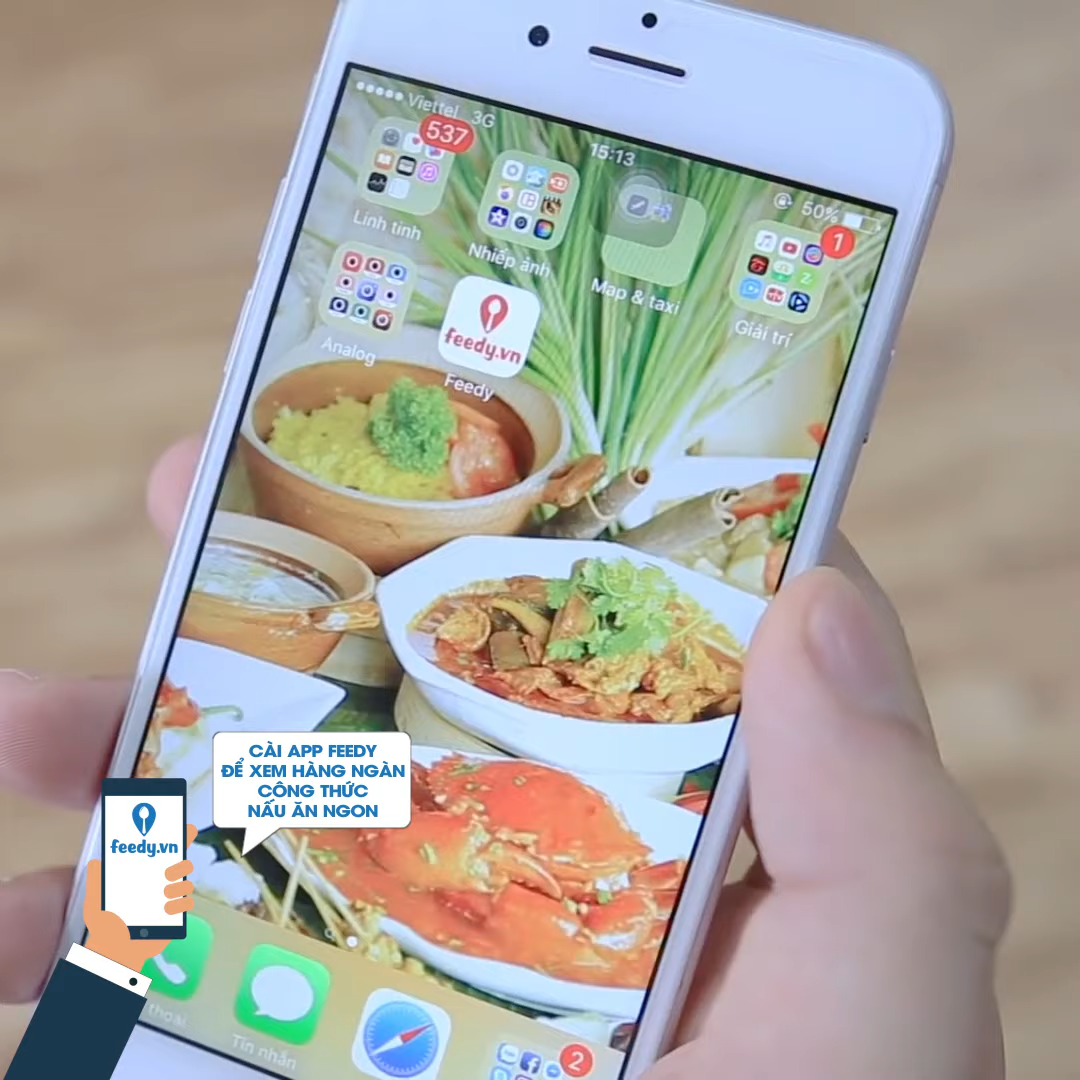 Viettel 3G
15:13
50%
537
1
Linh tinh
Nhiếp ảnh
Map & taxi
Giải trí
Analog
feedy.vn
Feedy
CÀI APP FEEDY
ĐỂ XEM HÀNG NGÀN
CÔNG THỨC
NẤU ĂN NGON
feedy.vn
thoại
Tin nhắn
2